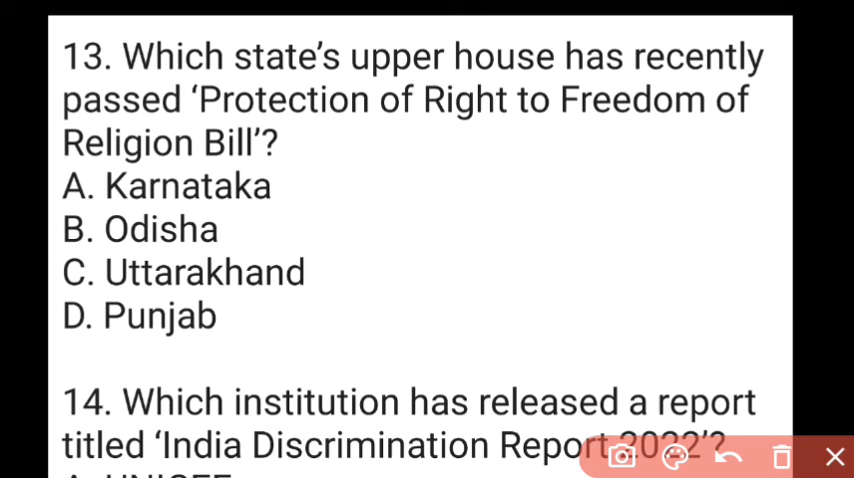 13. Which state's upper house has recently
passed ‘Protection of Right to Freedom of
Religion Bill’?
A. Karnataka
B. Odisha
C. Uttarakhand
D. Punjab
14. Which institution has released a report
titled ‘India Discrimination Report 2022’?